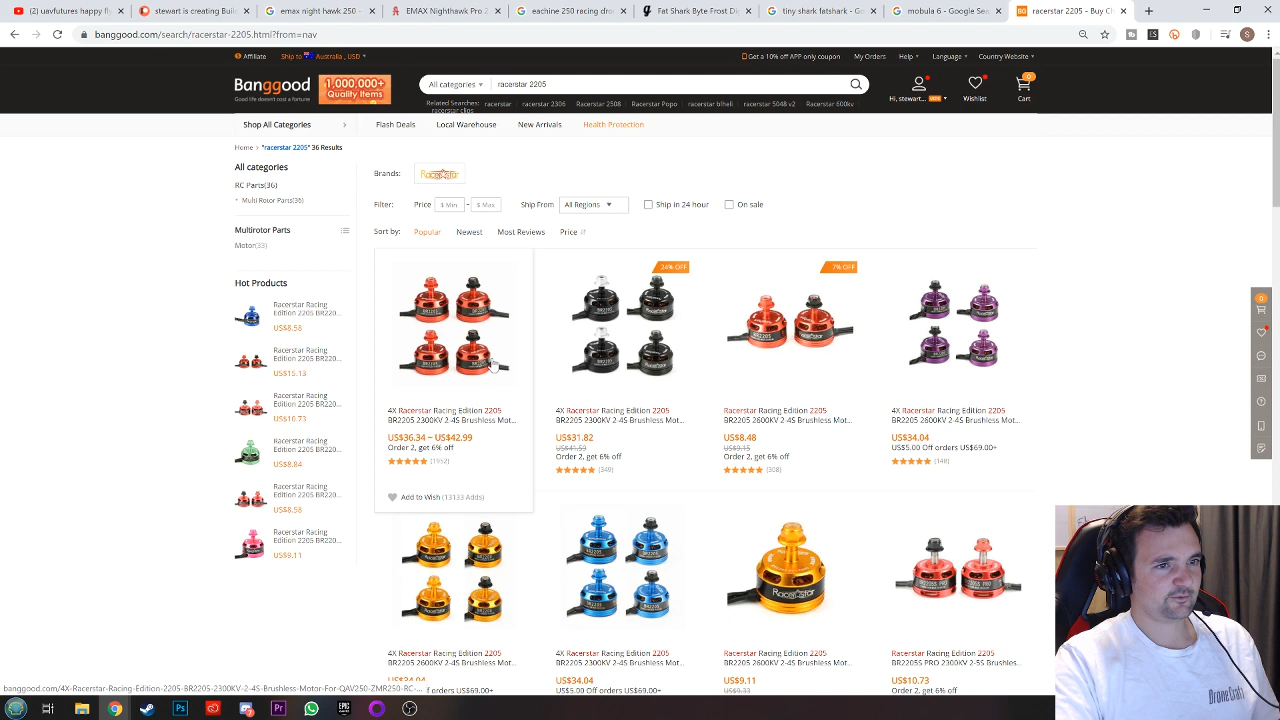 () uavfutures happy f
stewart is creating Build
emax night hawk 250 -
EMAX Nighthawk Pro 2
eachine 250 racing dron
Fat Shark Byte Frost Di
tiny shark fatshark - Go
mobula 6 - Google Sea
racerstar 2205 - Buy Ch
banggood.com/search/racerstar-2205.html?from=nav
Affiliate
Ship to Australia , USD
Get a 10% off APP only coupon
My Orders
Help
Language
Country Website
Banggood
Good life doesn't cost a fortune
1,000,000+
Quality Items
All categories
racerstar 2205
Related Searches: racerstar racerstar 2306 Racerstar 2508 Racerstar Popo racerstar blheli racerstar 5048 v2 Racerstar 600kv
racerstar clips
Hi, stewart...
Wishlist
0
Cart
Shop All Categories
Flash Deals
Local Warehouse
New Arrivals
Health Protection
Home > "racerstar 2205" 36 Results
All categories
RC Parts(36)
Multi Rotor Parts(36)
Multirotor Parts
Motor(33)
Hot Products
Racerstar Racing
Edition 2205 BR220...
US$8.58
Racerstar Racing
Edition 2205 BR220...
US$15.13
Racerstar Racing
Edition 2205 BR220...
US$10.73
Racerstar Racing
Edition 2205 BR220...
US$8.84
Racerstar Racing
Edition 2205 BR220...
US$8.58
Racerstar Racing
Edition 2205 BR220...
US$9.11
Brands:
RacerStar
Filter: Price $ Min - $ Max Ship From All Regions Ship in 24 hour On sale
Sort by: Popular Newest Most Reviews Price
4X Racerstar Racing Edition 2205
BR2205 2300KV 2-4S Brushless Mot...
US$36.34 ~ US$42.99
Order 2, get 6% off
(1952)
Add to Wish (13133 Adds)
24% OFF
4X Racerstar Racing Edition 2205
BR2205 2300KV 2-4S Brushless Mot...
US$31.82
US$41.59
Order 2, get 6% off
(349)
7% OFF
Racerstar Racing Edition 2205
BR2205 2600KV 2-4S Brushless Mot...
US$8.48
US$9.15
Order 2, get 6% off
(308)
4X Racerstar Racing Edition 2205
BR2205 2600KV 2-4S Brushless Mot...
US$34.04
US$5.00 Off orders US$69.00+
(148)
4X Racerstar Racing Edition 2205
BR2205 2600KV 2-4S Brushless Mot...
US$34.04
f orders US$69.00+
4X Racerstar Racing Edition 2205
BR2205 2300KV 2-4S Brushless Mot...
US$34.04
US$5.00 Off orders US$69.00+
RacerStar
Racerstar Racing Edition 2205
BR2205 2600KV 2-4S Brushless Mot...
US$9.11
US$9.33
Racerstar Racing Edition 2205
BR2205S PRO 2300KV 2-5S Brushles...
US$10.73
Order 2, get 6% off
0
banggood.com/4X-Racerstar-Racing-Edition-2205-BR2205-2300KV-2-4S-Brushless-Motor-For-QAV250-ZMR250-RC-...